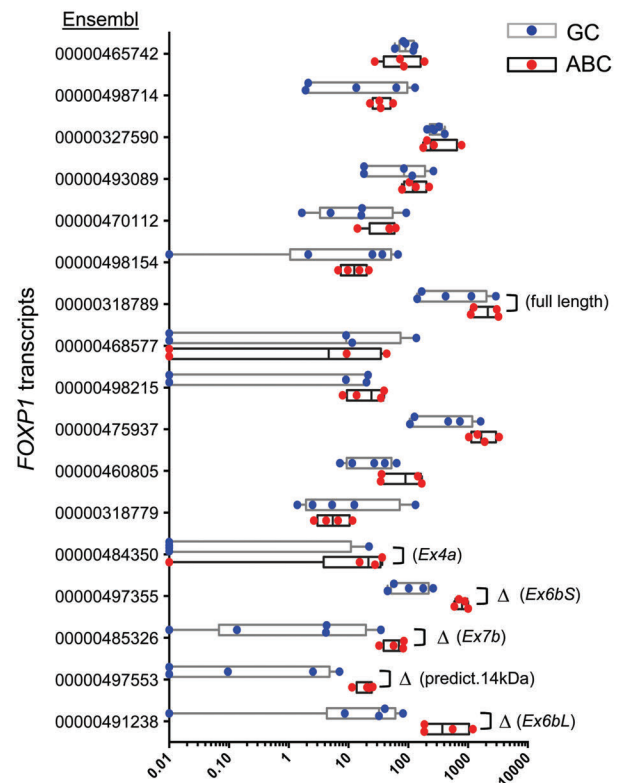 Ensembl
GC
ABC
FOXP1 transcripts
00000465742
00000498714
00000327590
00000493089
00000470112
00000498154
00000318789 (full length)
00000468577
00000498215
00000475937
00000460805
00000318779
00000484350 (Ex4a)
00000497355 Δ (Ex6bS)
00000485326 Δ (Ex7b)
00000497553 Δ (predict.14kDa)
00000491238 Δ (Ex6bL)
0.01 0.1 1 10 100 1000 10000